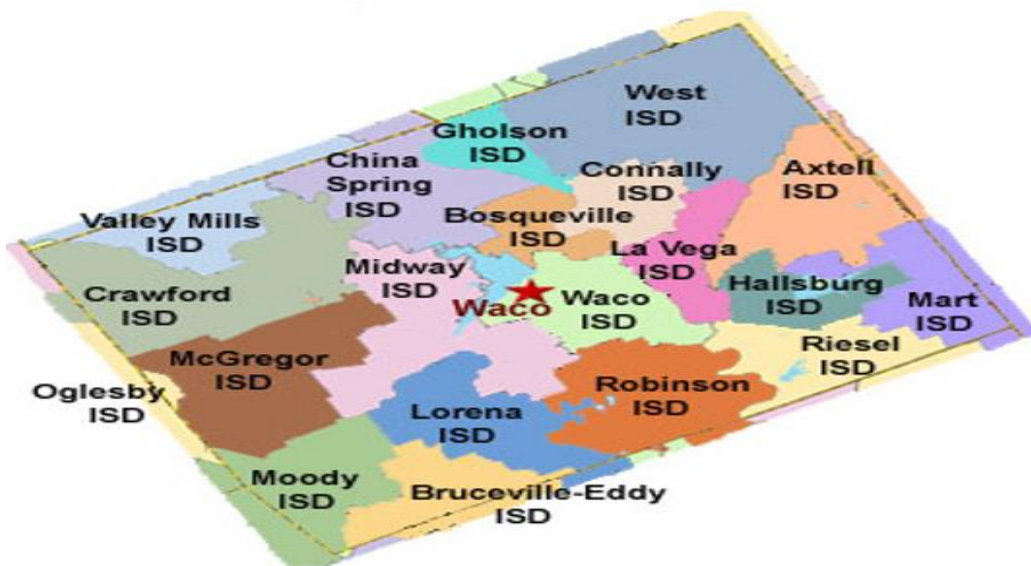 West
ISD
Gholson
ISD
China
Spring
ISD
Connally
ISD
Axtell
ISD
Valley Mills
ISD
Bosqueville
ISD
La Vega
ISD
Midway
ISD
Crawford
ISD
Waco
Waco
ISD
Hallsburg
ISD
Mart
ISD
McGregor
ISD
Riesel
ISD
Oglesby
ISD
Robinson
ISD
Lorena
ISD
Moody
ISD
Bruceville-Eddy
ISD